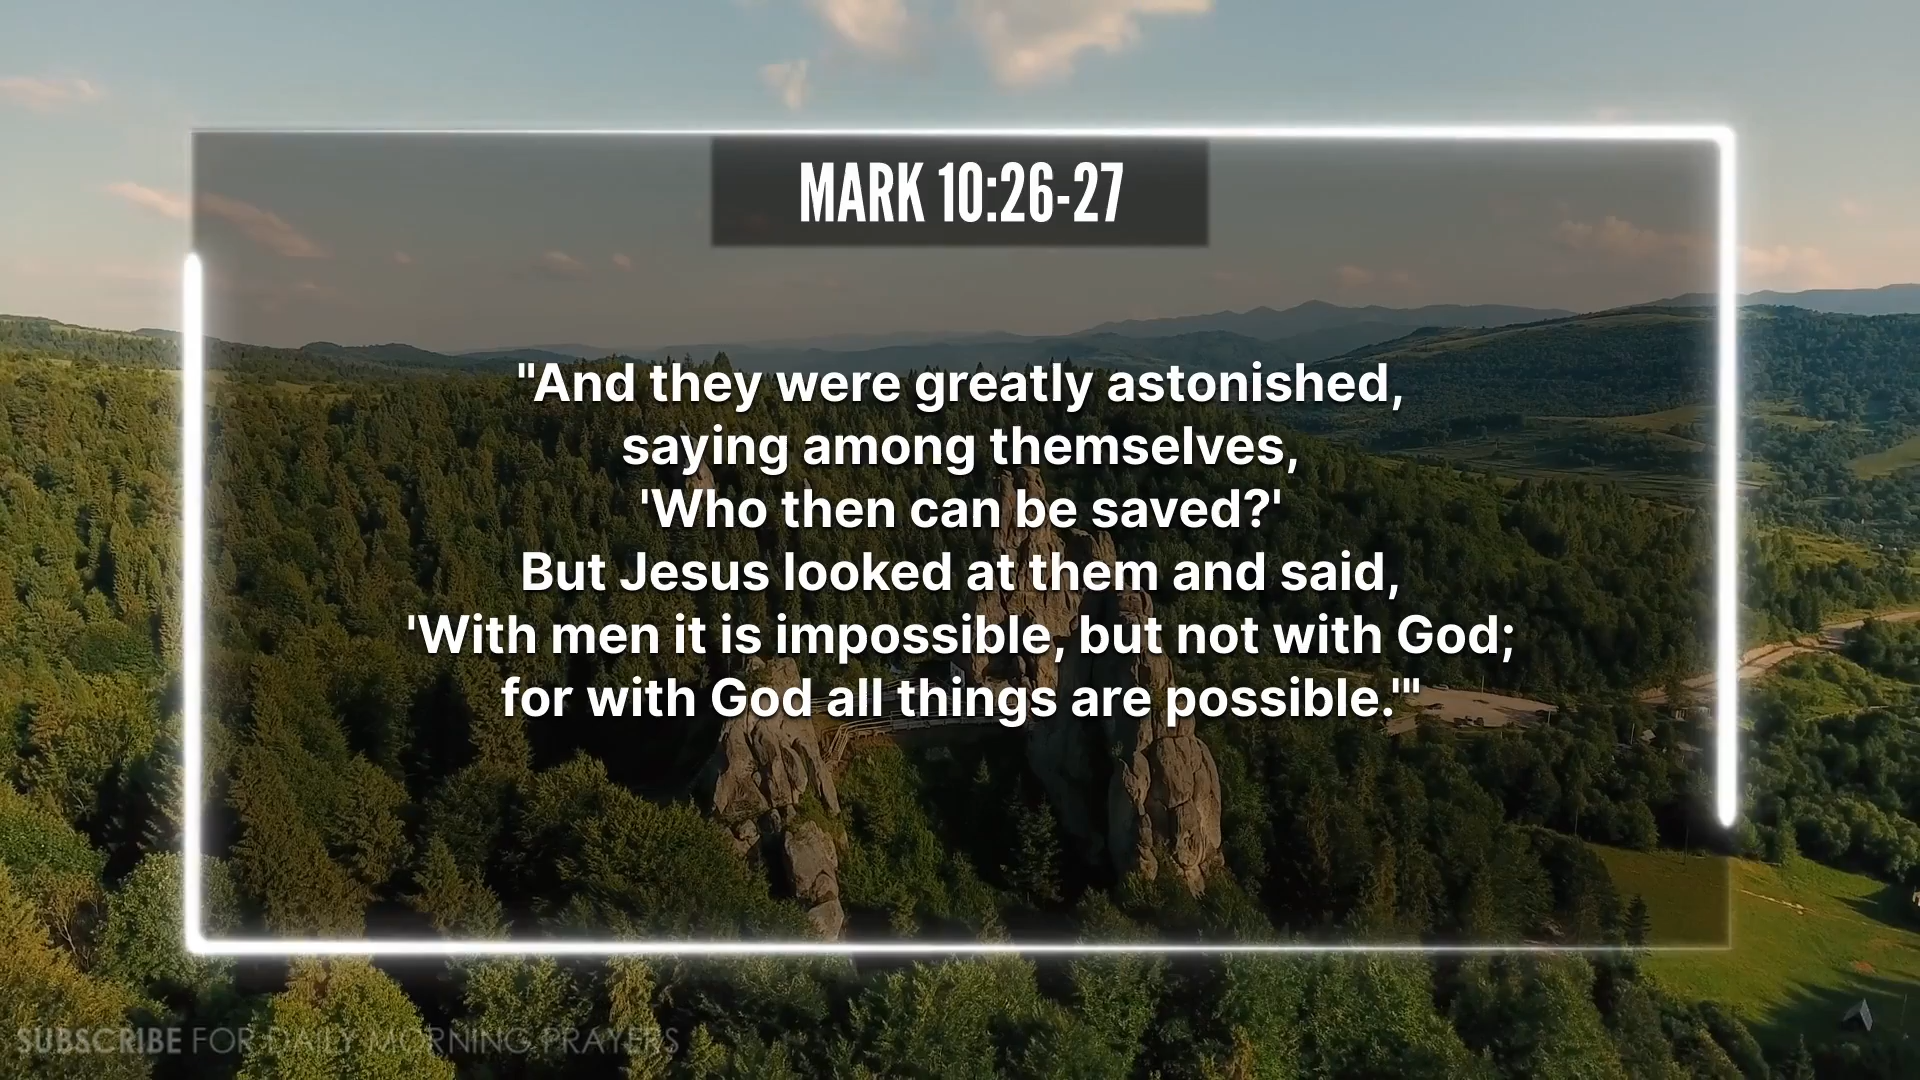 MARK 10:26-27
"And they were greatly astonished,
saying among themselves,
'Who then can be saved?'
But Jesus looked at them and said,
'With men it is impossible, but not with God;
for with God all things are possible.'"
SUBSCRIBE FOR DAILY MORNING PRAYERS